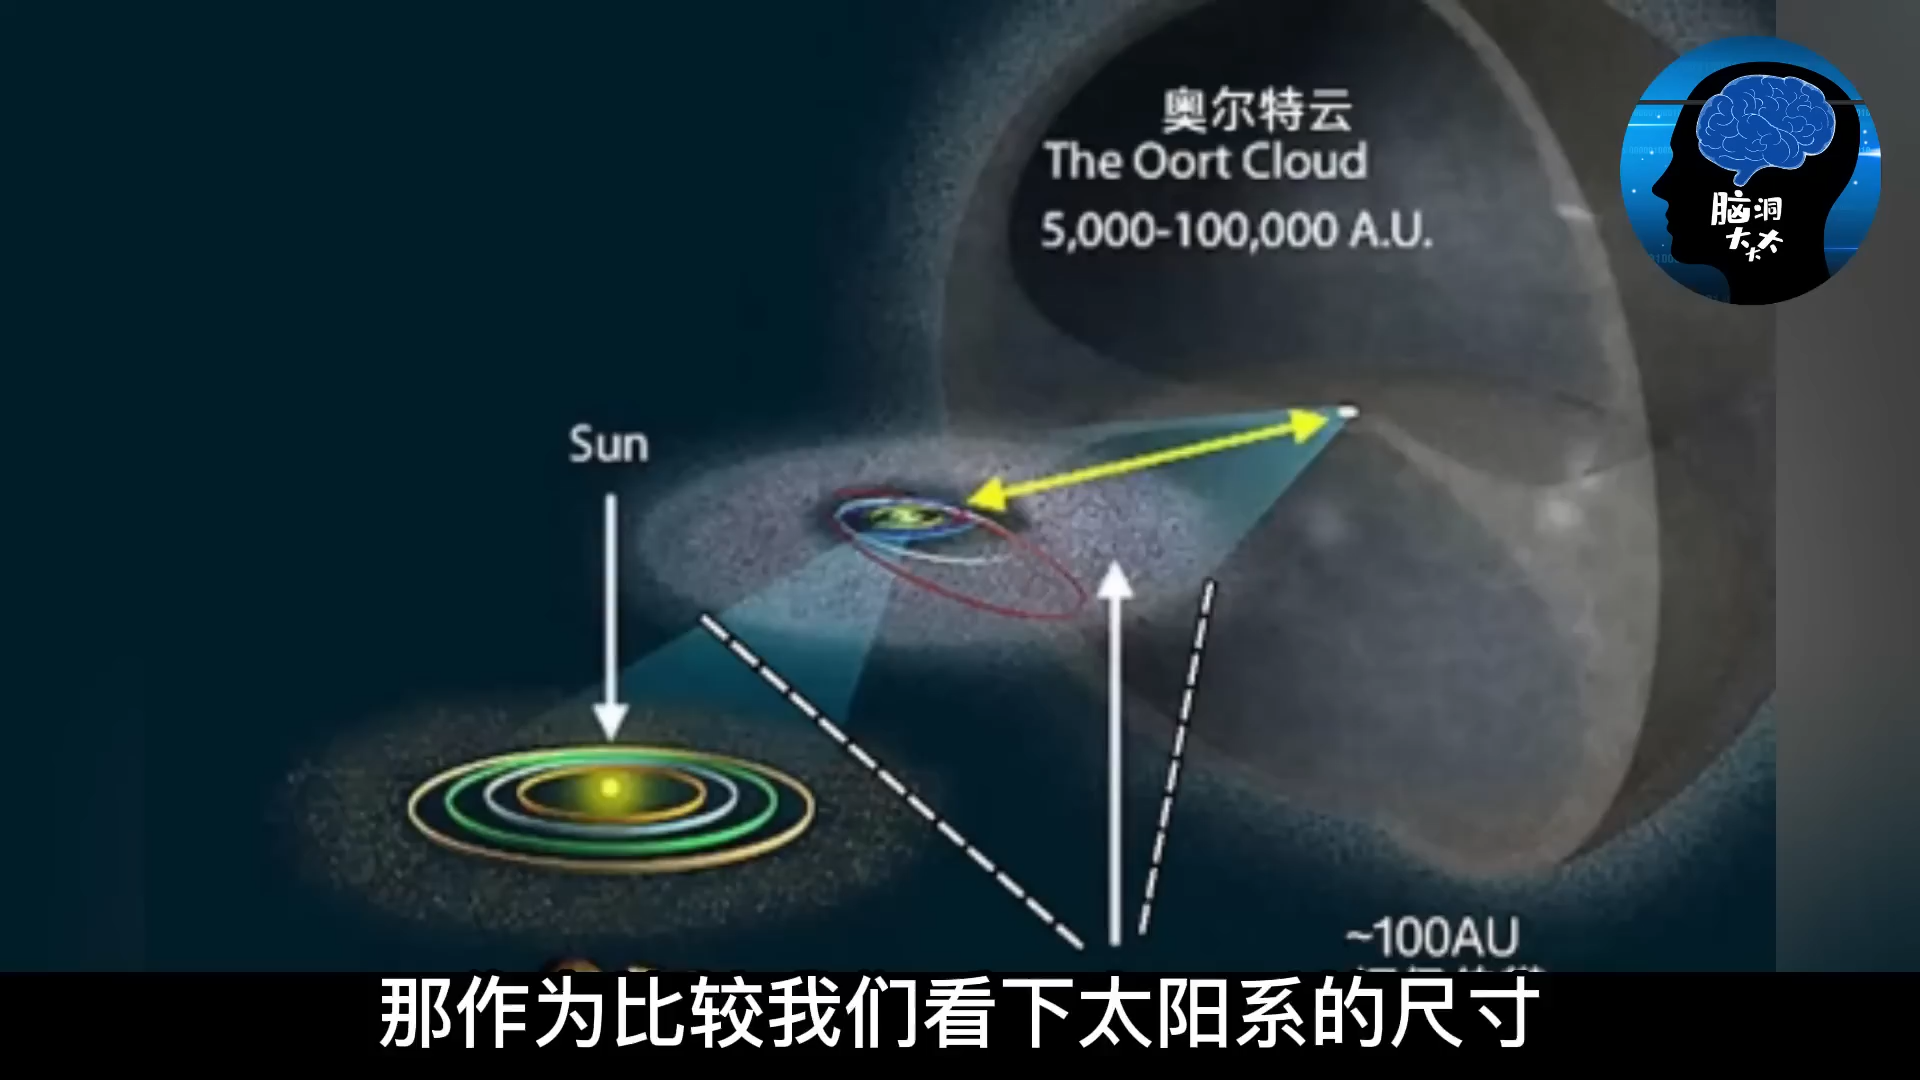 奥尔特云
The Oort Cloud
5,000-100,000 A.U.
脑洞
大大大
Sun
~100AU
那作为比较我们看下太阳系的尺寸